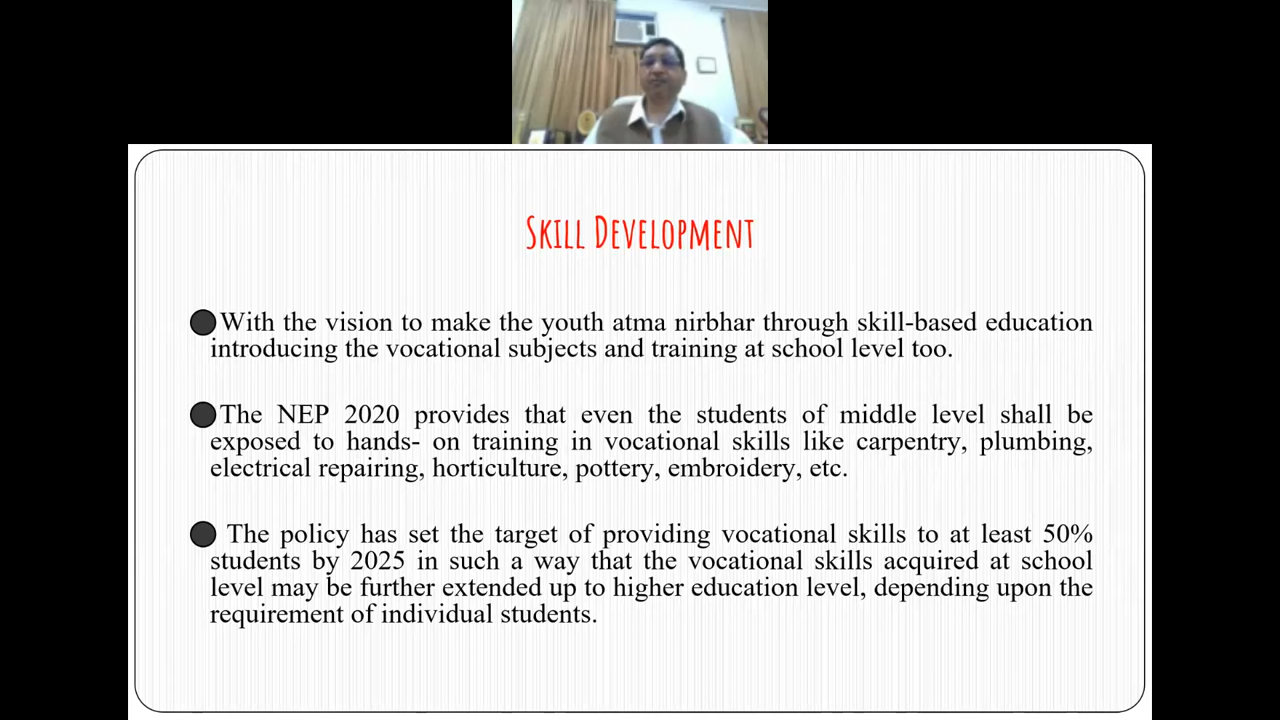 Skill Development
With the vision to make the youth atma nirbhar through skill-based education
introducing the vocational subjects and training at school level too.
The NEP 2020 provides that even the students of middle level shall be
exposed to hands- on training in vocational skills like carpentry, plumbing,
electrical repairing, horticulture, pottery, embroidery, etc.
The policy has set the target of providing vocational skills to at least 50%
students by 2025 in such a way that the vocational skills acquired at school
level may be further extended up to higher education level, depending upon the
requirement of individual students.